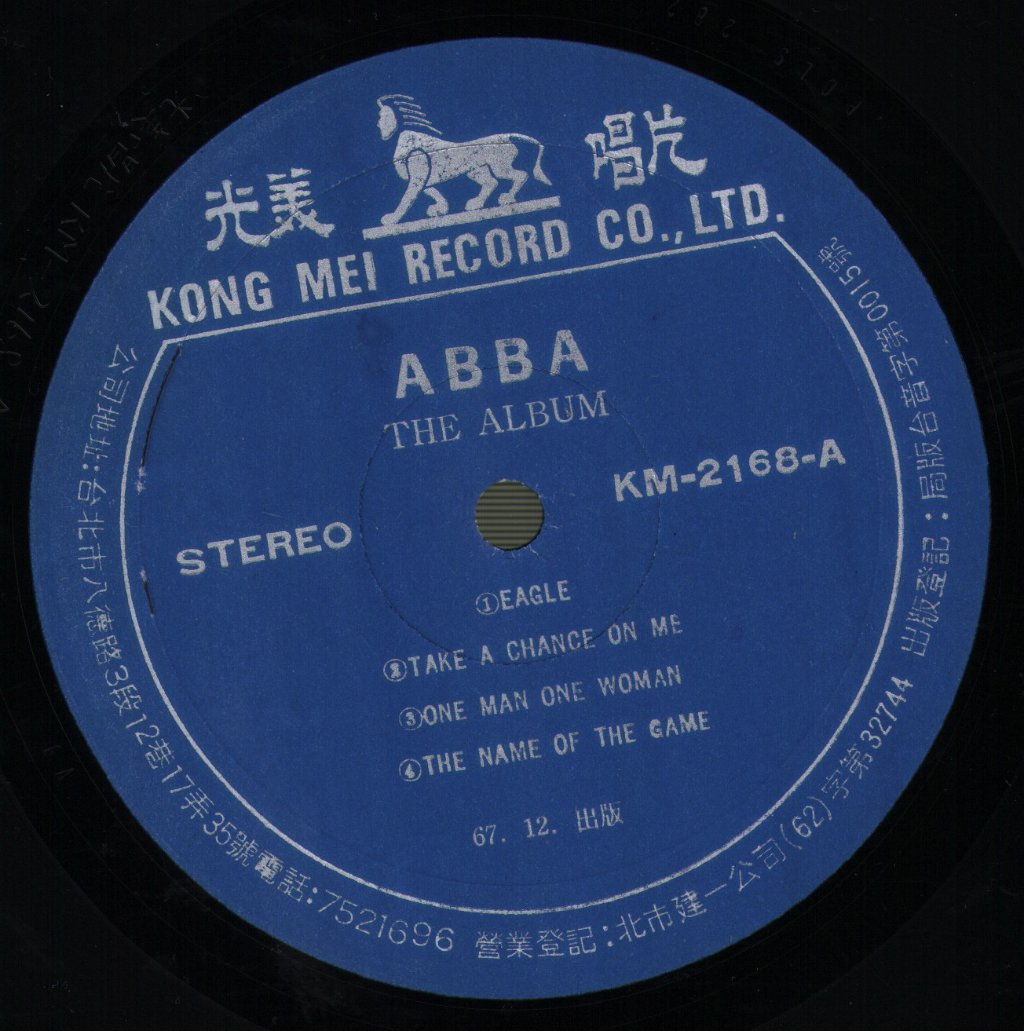 光美 唱片
KONG MEI RECORD CO., LTD.
ABBA
THE ALBUM
KM-2168-A
STEREO
①EAGLE
②TAKE A CHANCE ON ME
③ONE MAN ONE WOMAN
④THE NAME OF THE GAME
67. 12. 出版
公司地址:台北市八德路3段12巷17弄35號電話:7521696
營業登記:北市建一公司(62)字第32744
出版登記:局版台音字第0015號